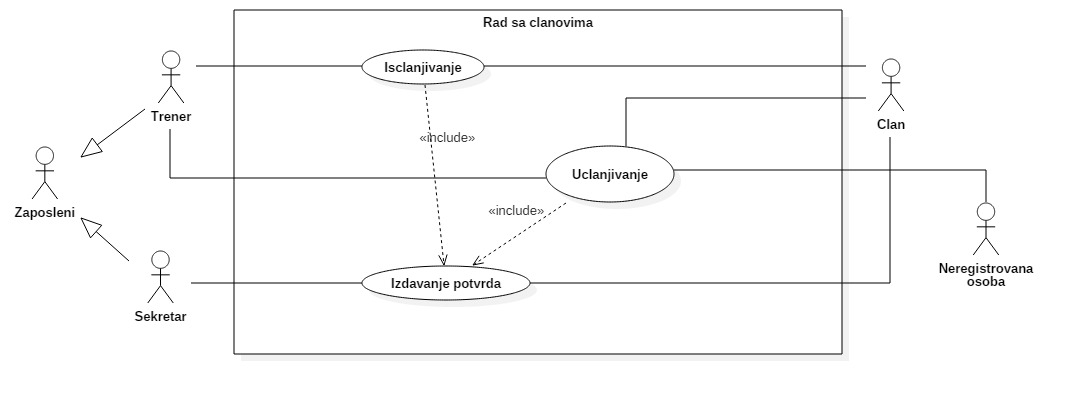 Rad sa clanovima
Isclanjivanje
Trener
Clan
«include»
Uclanjivanje
Zaposleni
«include»
Neregistrovana
osoba
Izdavanje potvrda
Sekretar